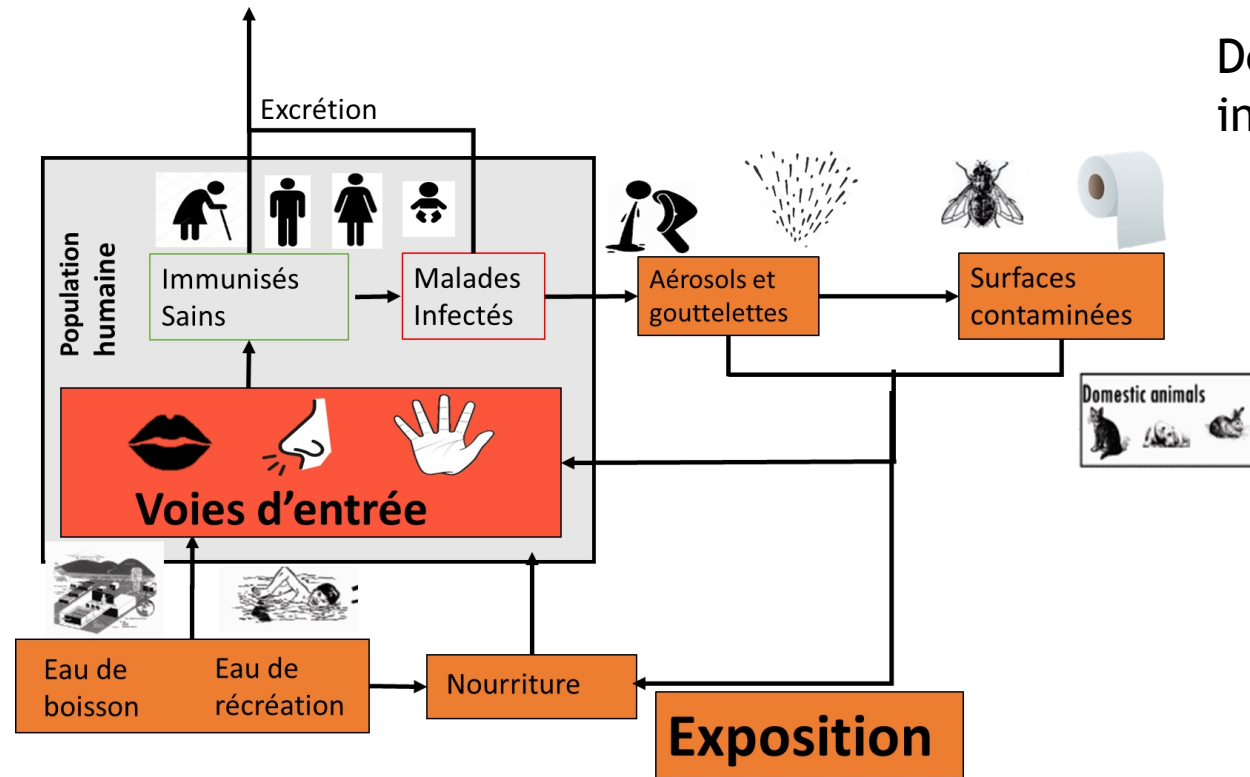 Excrétion
Population
humaine
Immunisés
Sains
Malades
Infectés
Aérosols et
gouttelettes
Surfaces
contaminées
Domestic animals
Voies d’entrée
Eau de
boisson
Eau de
récréation
Nourriture
Exposition